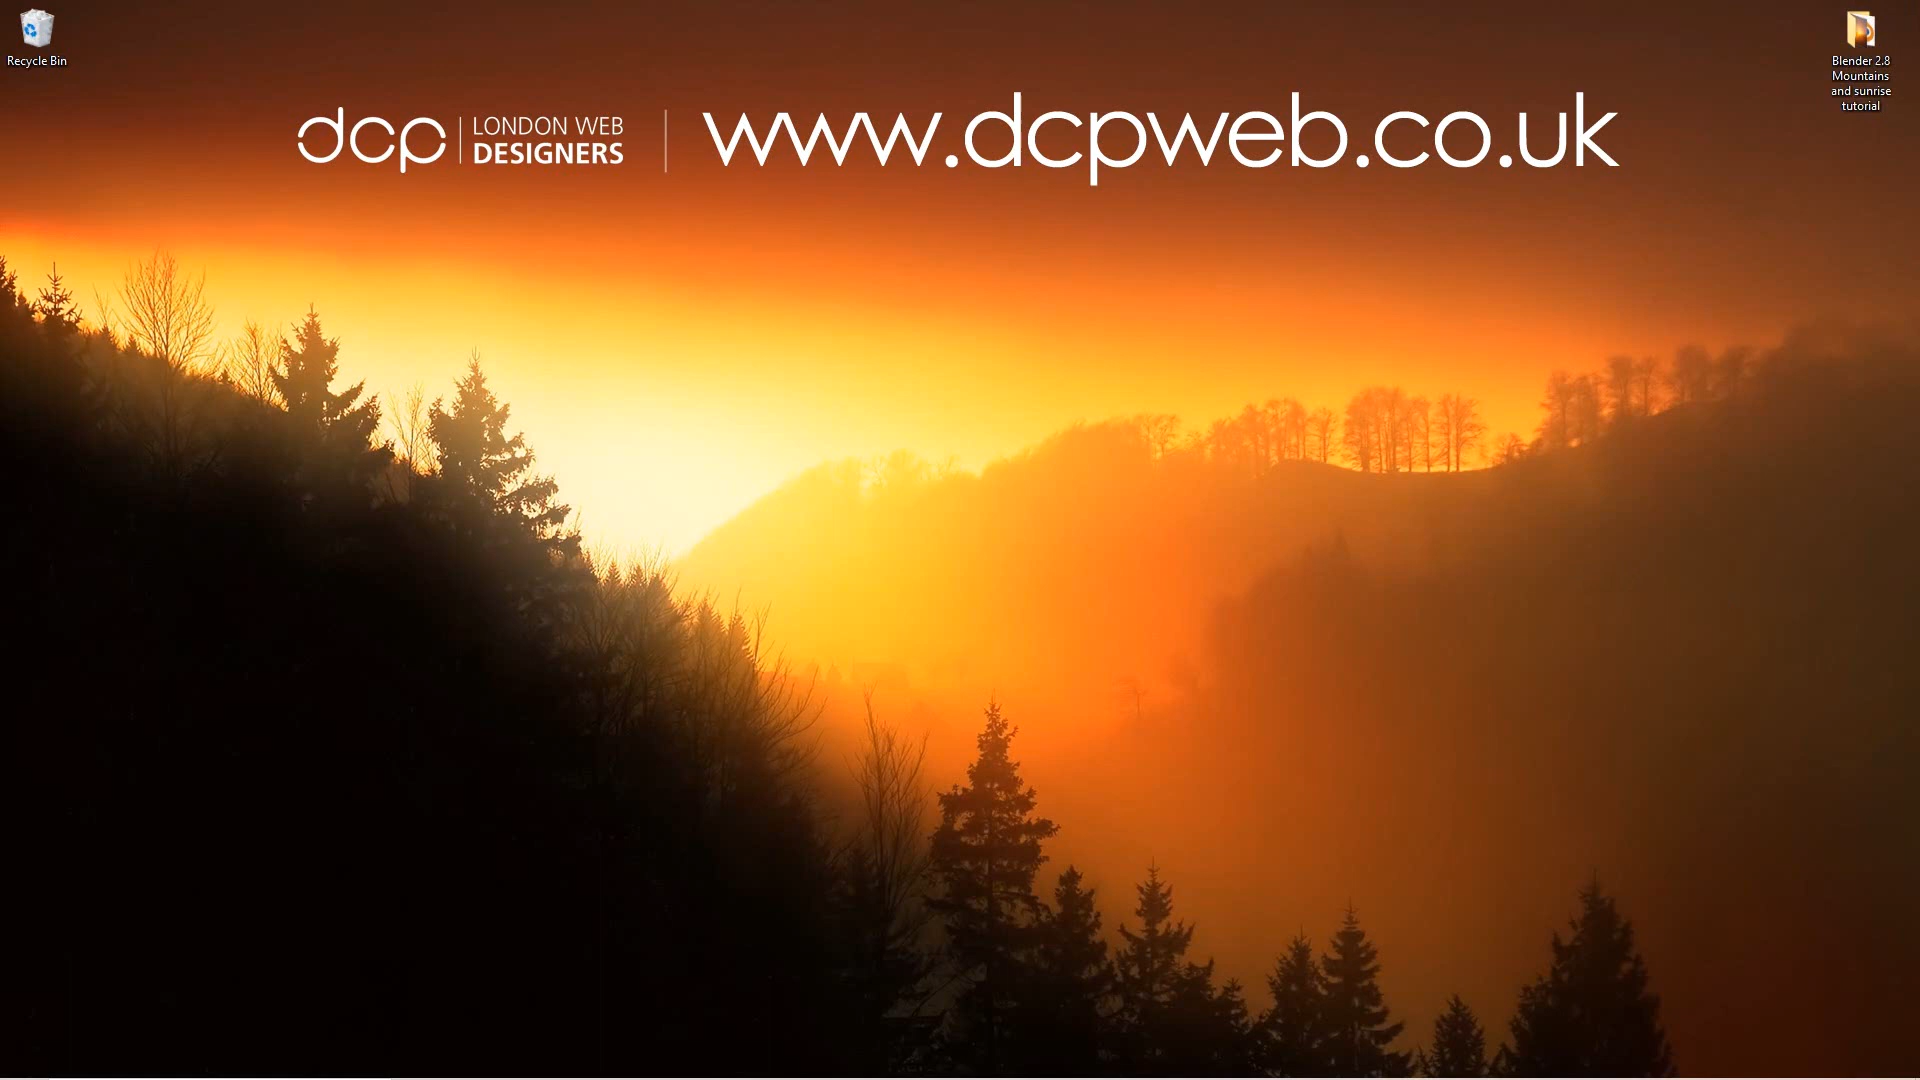 Recycle Bin
Blender 2.8
Mountains
and sunrise
tutorial
dcp
LONDON WEB
DESIGNERS
www.dcpweb.co.uk